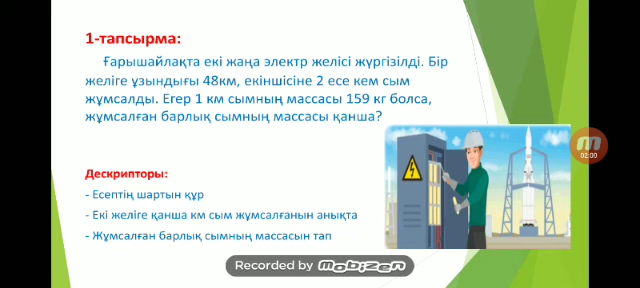 1-тапсырма:
Ғарышайлақта екі жаңа электр желісі жүргізілді. Бір
желіге ұзындығы 48км, екіншісіне 2 есе кем сым
жұмсалды. Егер 1 км сымның массасы 159 кг болса,
жұмсалған барлық сымның массасы қанша?
02:00
Дескрипторы:
- Есептің шартын құр
- Екі желіге қанша км сым жұмсалғанын анықта
- Жұмсалған барлық сымның массасын тап
Recorded by mobizen